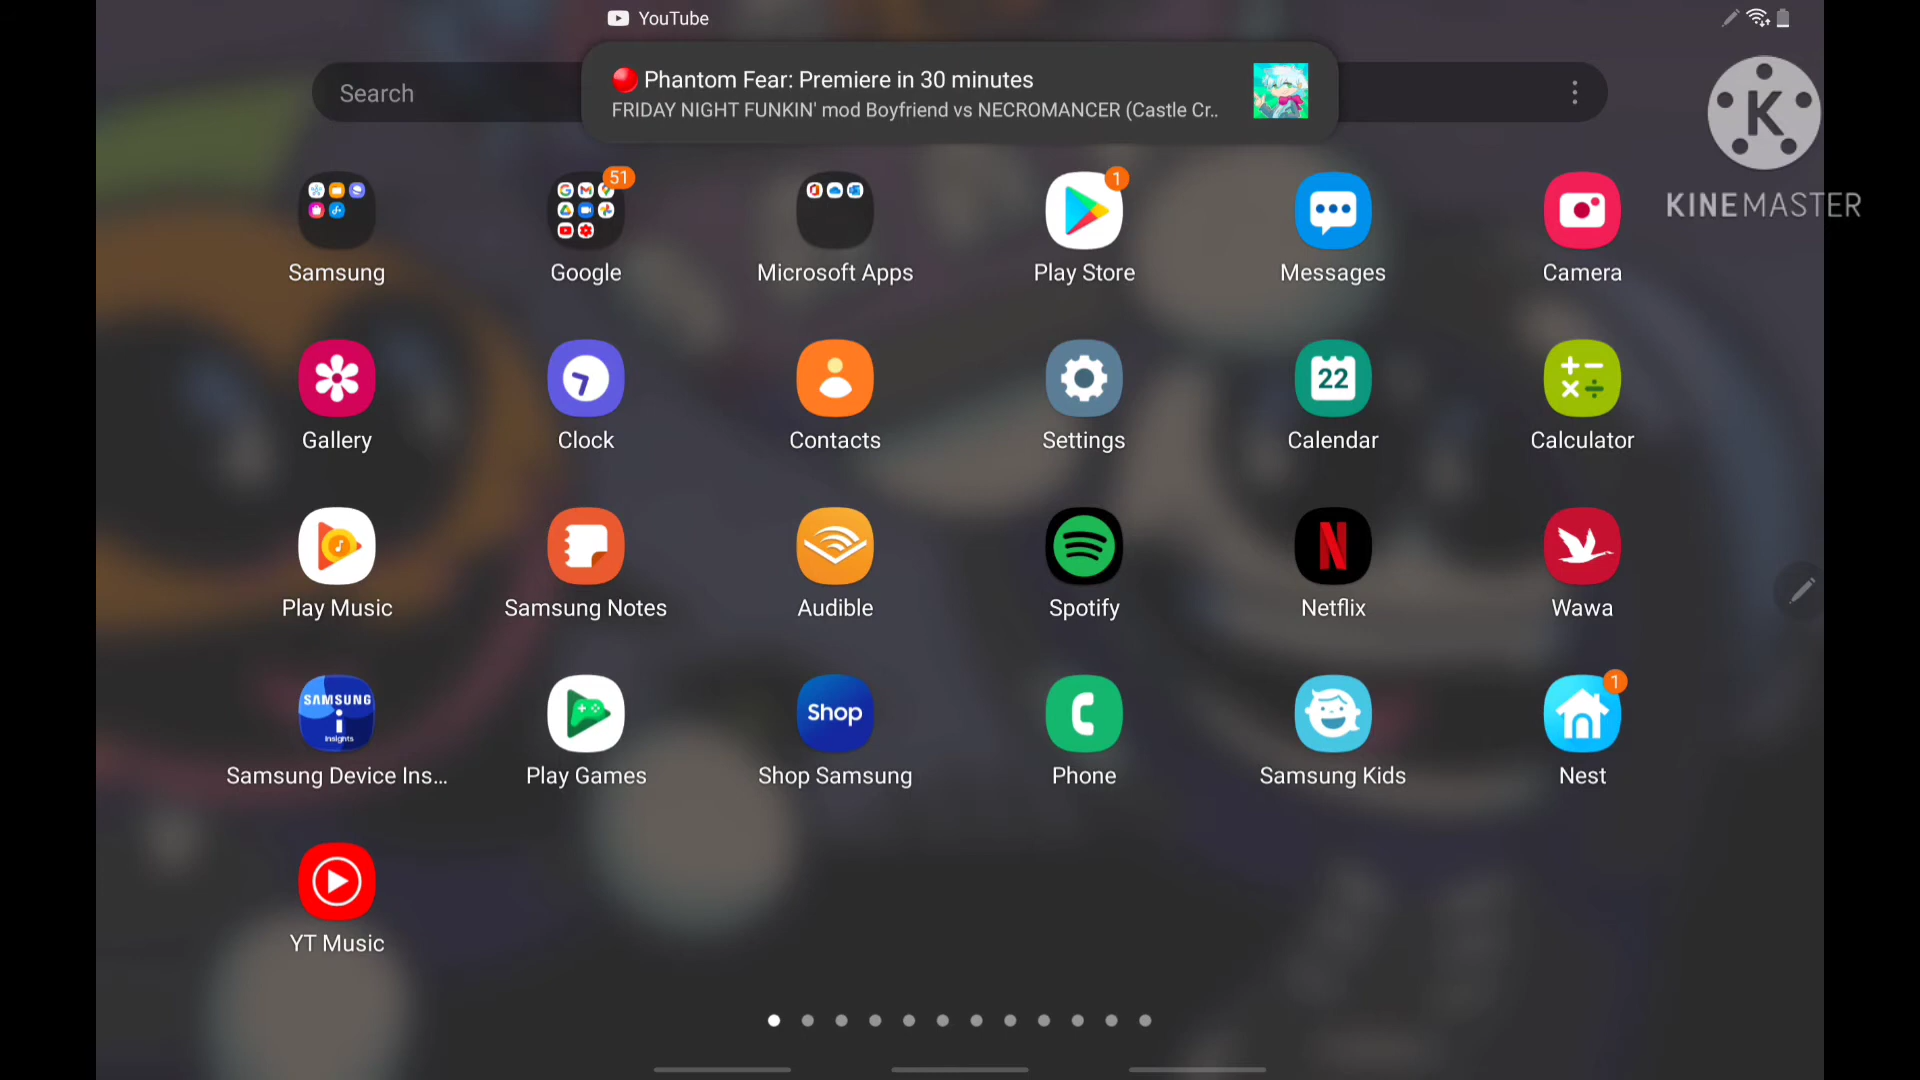 YouTube
Phantom Fear: Premiere in 30 minutes
FRIDAY NIGHT FUNKIN' mod Boyfriend vs NECROMANCER (Castle Cr..
Search
K
KINEMASTER
51
1
Samsung
Google
Microsoft Apps
Play Store
Messages
Camera
22
Gallery
Clock
Contacts
Settings
Calendar
Calculator
N
Play Music
Samsung Notes
Audible
Spotify
Netflix
Wawa
SAMSUNG
i
Insights
Shop
1
Samsung Device Ins...
Play Games
Shop Samsung
Phone
Samsung Kids
Nest
YT Music